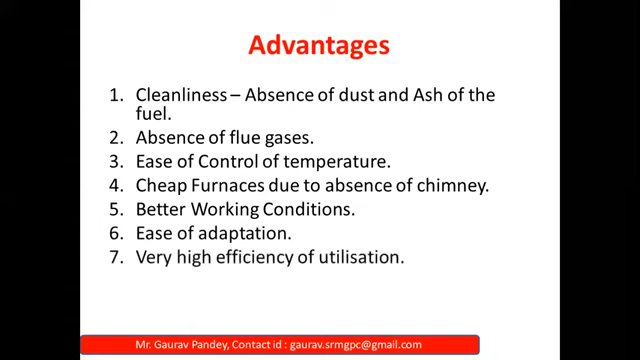 Advantages
1. Cleanliness – Absence of dust and Ash of the
fuel.
2. Absence of flue gases.
3. Ease of Control of temperature.
4. Cheap Furnaces due to absence of chimney.
5. Better Working Conditions.
6. Ease of adaptation.
7. Very high efficiency of utilisation.
Mr. Gaurav Pandey, Contact id : gaurav.srmgpc@gmail.com